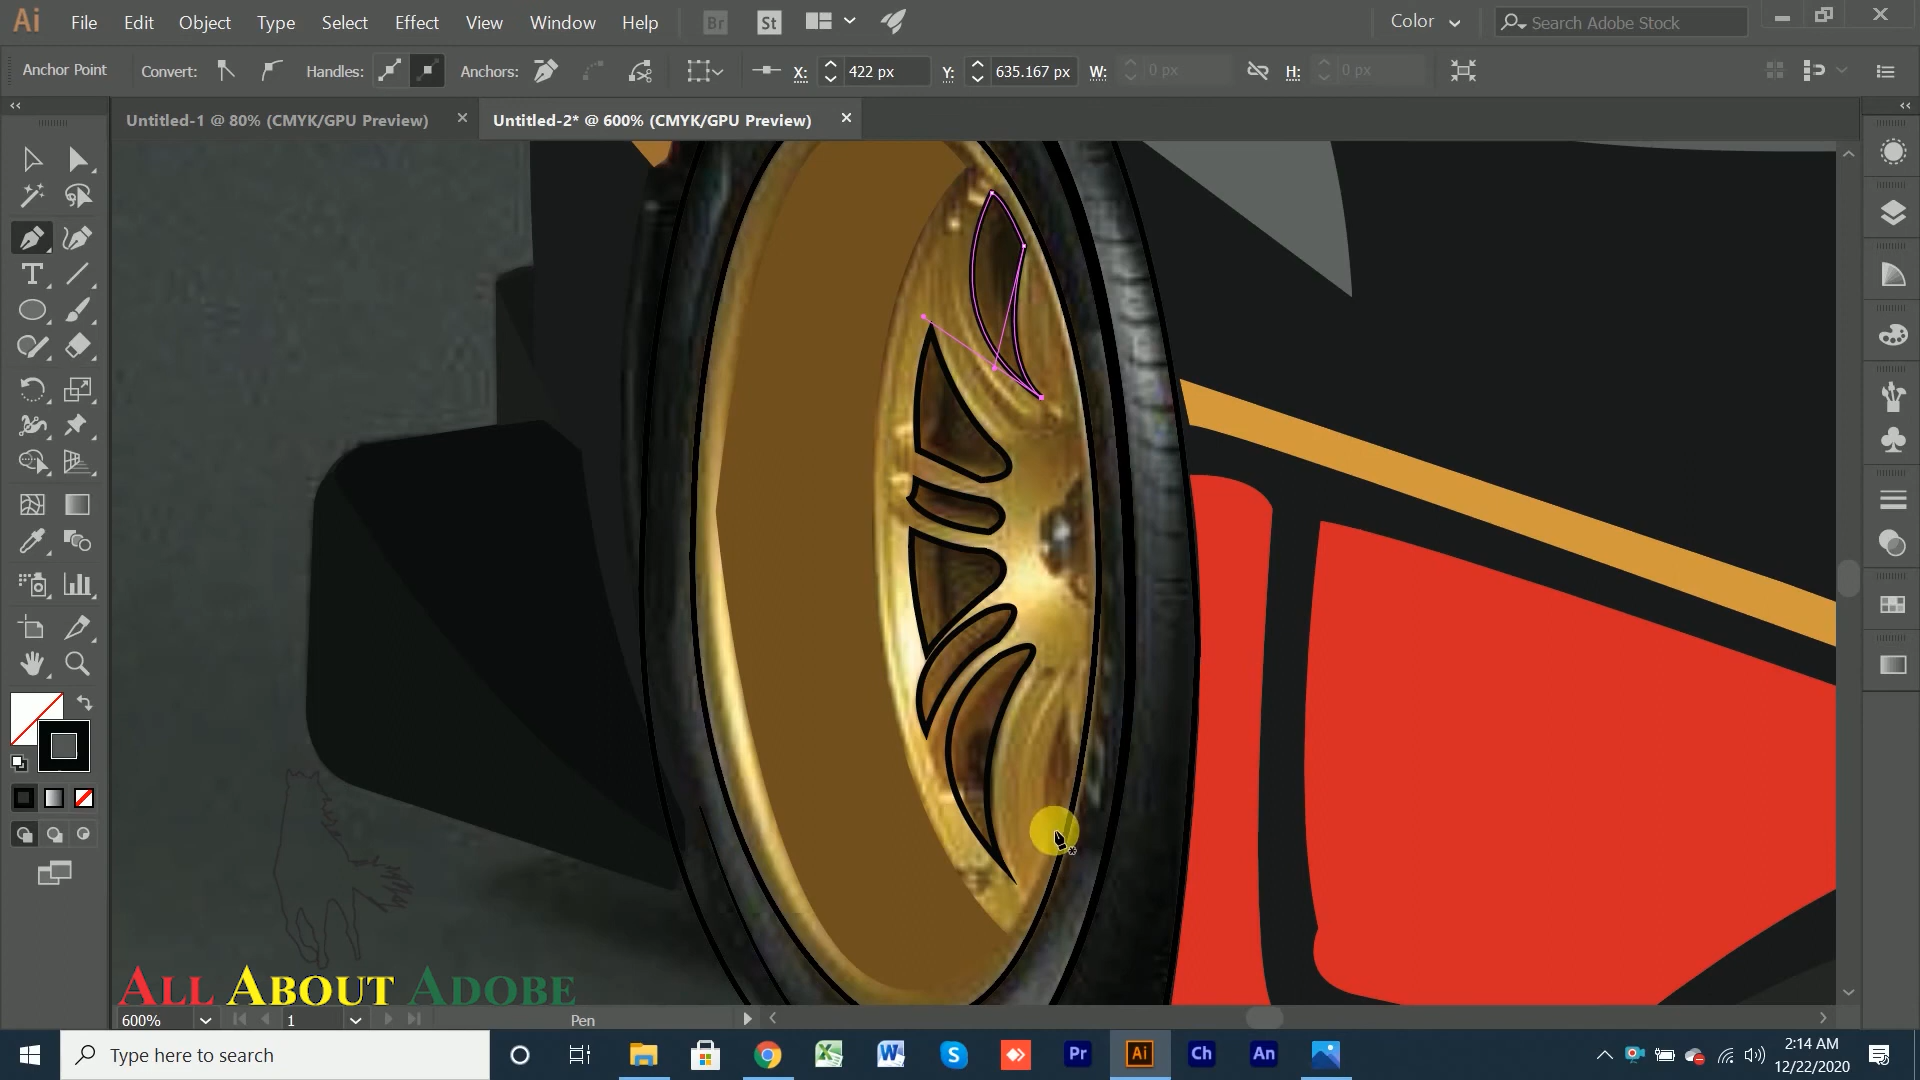 Ai File Edit Object Type Select Effect View Window Help Br St Color Search Adobe Stock
Anchor Point Convert: Handles: Anchors: X: 422 px Y: 635.167 px W: 0 px H: 0 px
Untitled-1 @ 80% (CMYK/GPU Preview) Untitled-2* @ 600% (CMYK/GPU Preview)
ALL ABOUT ADOBE
600% 1 Pen
Type here to search Pr Ai Ch An 2:14 AM
12/22/2020